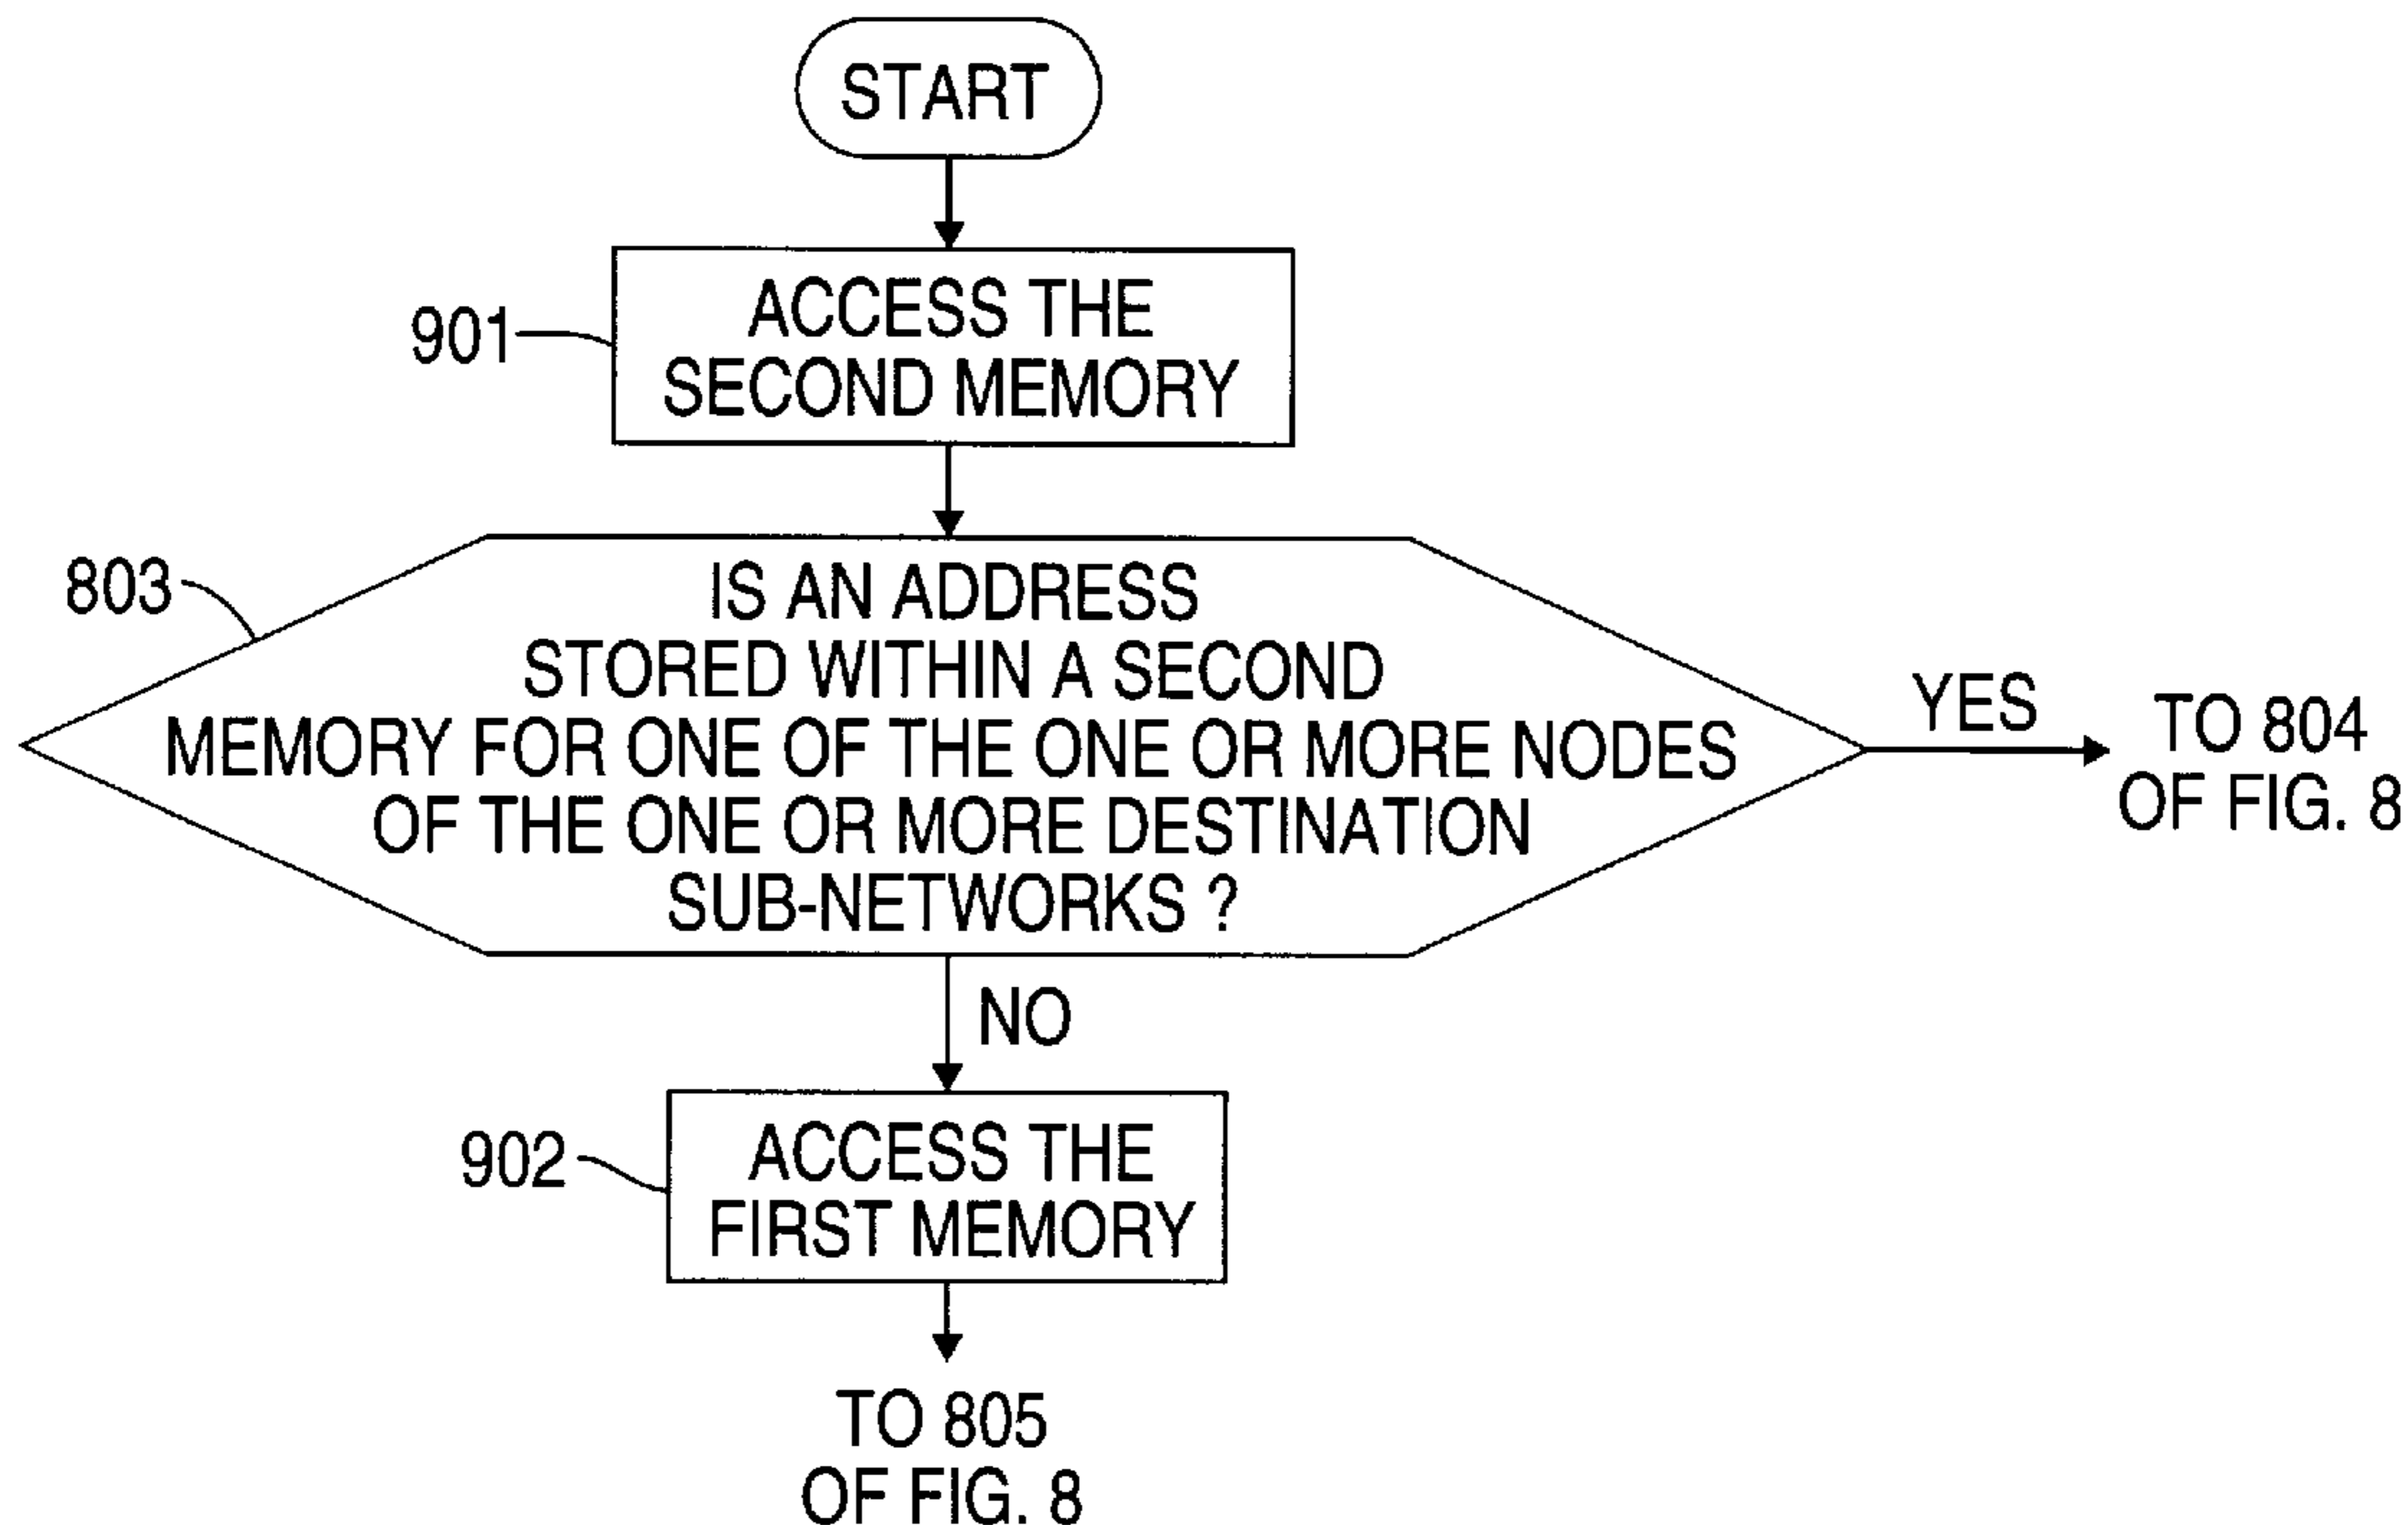 START
901
ACCESS THE
SECOND MEMORY
803
IS AN ADDRESS
STORED WITHIN A SECOND
MEMORY FOR ONE OF THE ONE OR MORE NODES
OF THE ONE OR MORE DESTINATION
SUB-NETWORKS ?
YES
TO 804
OF FIG. 8
NO
902
ACCESS THE
FIRST MEMORY
TO 805
OF FIG. 8